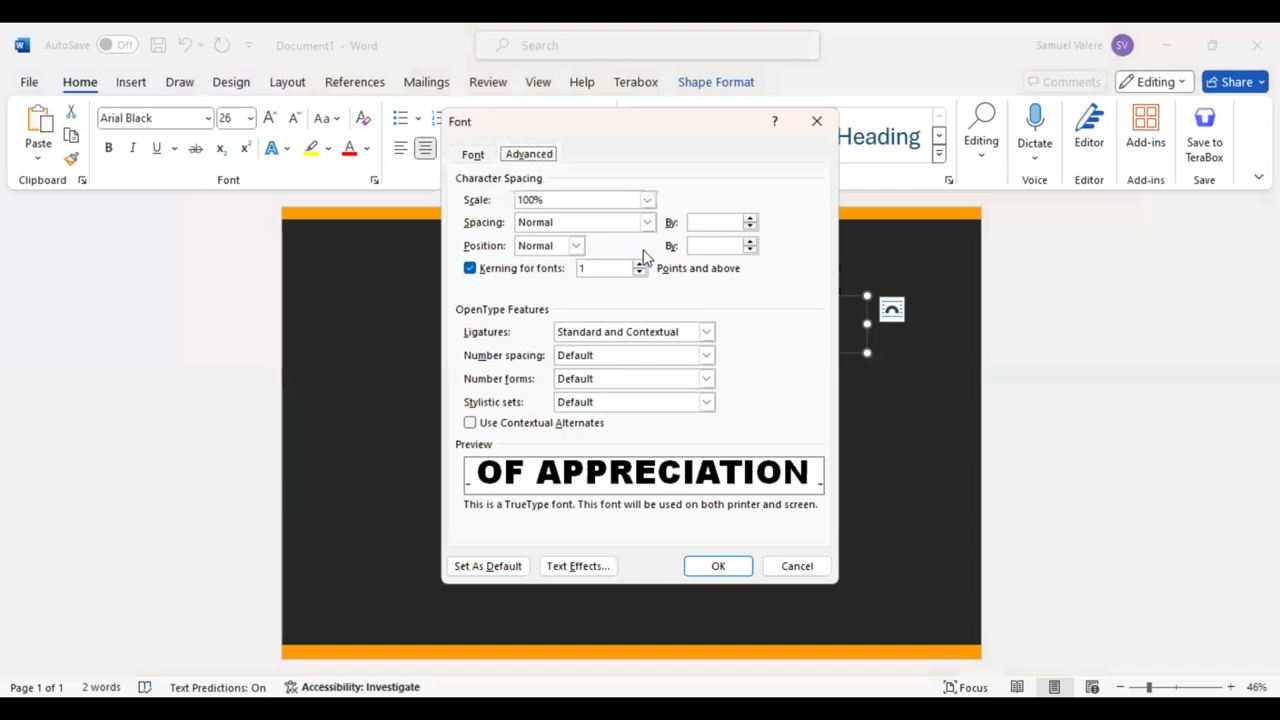 AutoSave Off Document1 - Word Search Samuel Valere SV
File Home Insert Draw Design Layout References Mailings Review View Help Terabox Shape Format Comments Editing Share
Arial Black 26 Aa Heading
Paste Editing Dictate Editor Add-ins Save to TeraBox
B I U ab x₂ x² A A
Clipboard Font Voice Editor Add-ins Save
Font ?
Font Advanced
Character Spacing
Scale: 100%
Spacing: Normal By:
Position: Normal By:
Kerning for fonts: 1 Points and above
OpenType Features
Ligatures: Standard and Contextual
Number spacing: Default
Number forms: Default
Stylistic sets: Default
Use Contextual Alternates
Preview
OF APPRECIATION
This is a TrueType font. This font will be used on both printer and screen.
Set As Default Text Effects... OK Cancel
Page 1 of 1 2 words Text Predictions: On Accessibility: Investigate Focus 46%